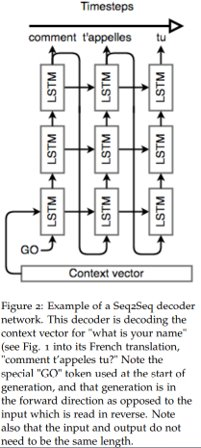 Timesteps
comment t'appelles tu
LSTM LSTM LSTM
LSTM LSTM LSTM
LSTM LSTM LSTM
GO
Context vector
Figure 2: Example of a Seq2Seq decoder
network. This decoder is decoding the
context vector for "what is your name"
(see Fig. 1 into its French translation,
"comment t'appeles tu?" Note the
special "GO" token used at the start of
generation, and that generation is in
the forward direction as opposed to the
input which is read in reverse. Note
also that the input and output do not
need to be the same length.